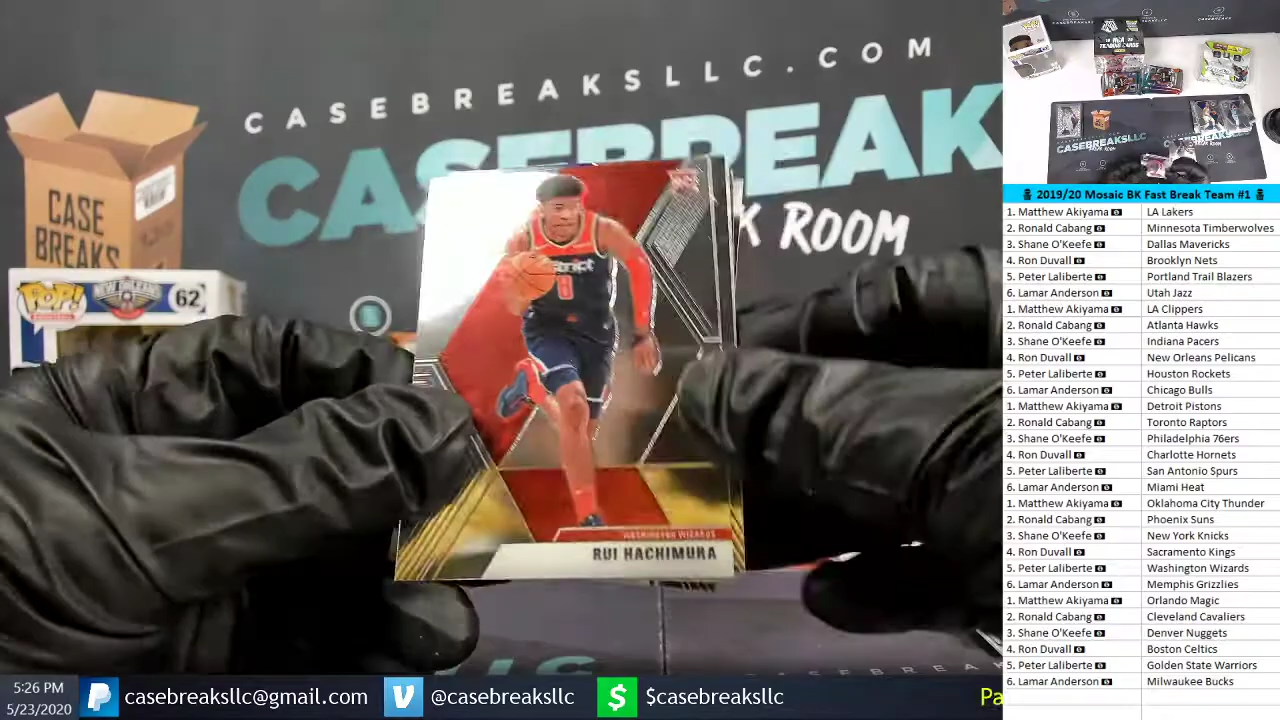 CASEBREAKSLLC.COM
CASEBREAK
K ROOM
CASE
BREAKS
POP!
NEW ORLEANS
62
WASHINGTON WIZARDS
RUI HACHIMURA
CASEBREAKSLLC
2019/20 Mosaic BK Fast Break Team #1
1. Matthew Akiyama LA Lakers
2. Ronald Cabang Minnesota Timberwolves
3. Shane O'Keefe Dallas Mavericks
4. Ron Duvall Brooklyn Nets
5. Peter Laliberte Portland Trail Blazers
6. Lamar Anderson Utah Jazz
1. Matthew Akiyama LA Clippers
2. Ronald Cabang Atlanta Hawks
3. Shane O'Keefe Indiana Pacers
4. Ron Duvall New Orleans Pelicans
5. Peter Laliberte Houston Rockets
6. Lamar Anderson Chicago Bulls
1. Matthew Akiyama Detroit Pistons
2. Ronald Cabang Toronto Raptors
3. Shane O'Keefe Philadelphia 76ers
4. Ron Duvall Charlotte Hornets
5. Peter Laliberte San Antonio Spurs
6. Lamar Anderson Miami Heat
1. Matthew Akiyama Oklahoma City Thunder
2. Ronald Cabang Phoenix Suns
3. Shane O'Keefe New York Knicks
4. Ron Duvall Sacramento Kings
5. Peter Laliberte Washington Wizards
6. Lamar Anderson Memphis Grizzlies
1. Matthew Akiyama Orlando Magic
2. Ronald Cabang Cleveland Cavaliers
3. Shane O'Keefe Denver Nuggets
4. Ron Duvall Boston Celtics
5. Peter Laliberte Golden State Warriors
6. Lamar Anderson Milwaukee Bucks
5:26 PM
5/23/2020
casebreaksllc@gmail.com
@casebreaksllc
$casebreaksllc
Pa